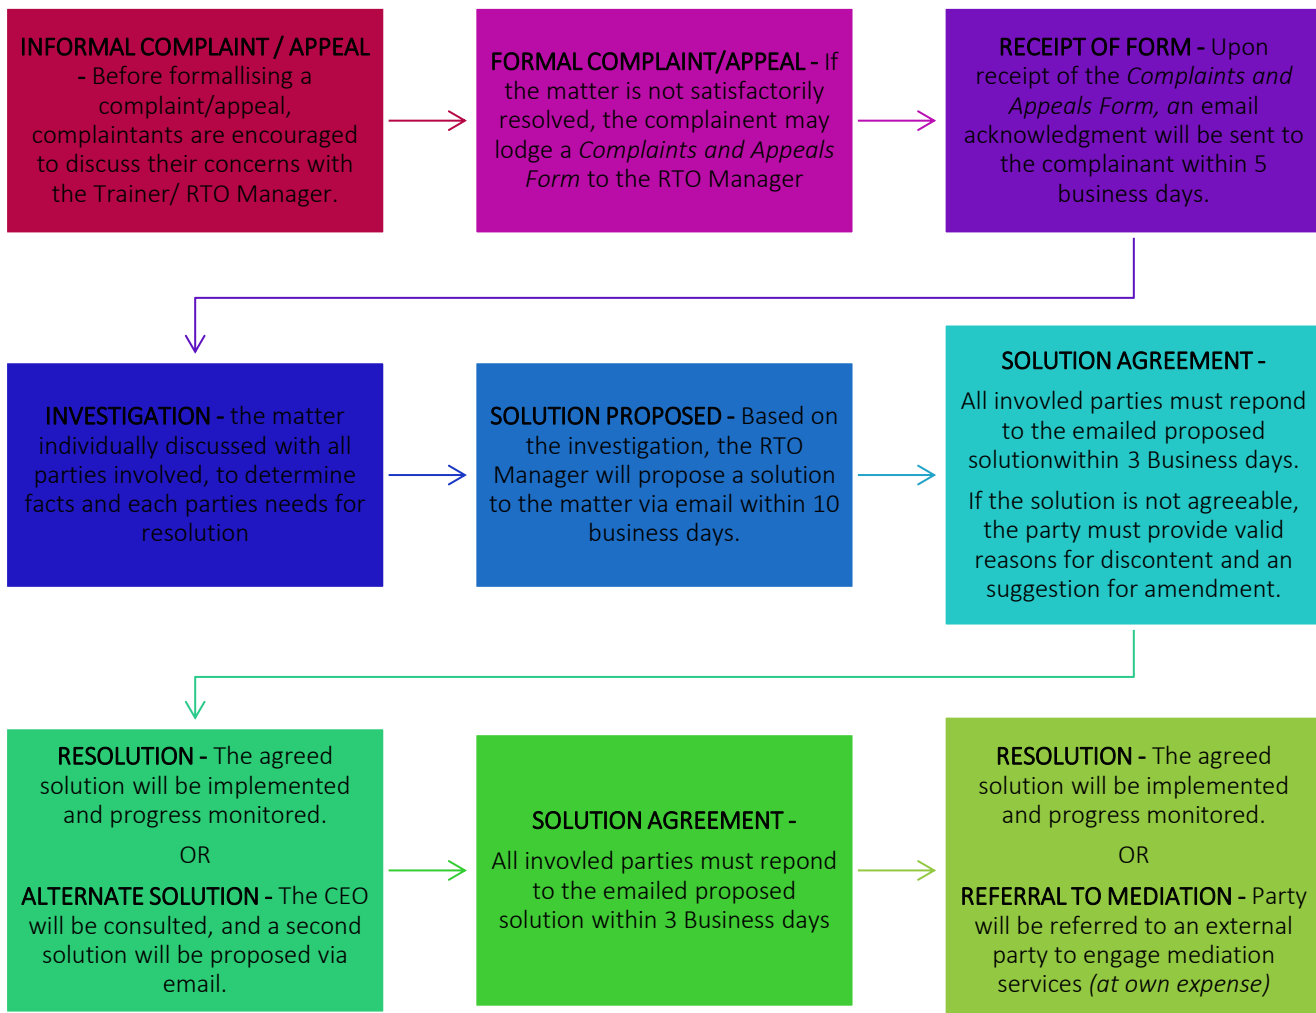 INFORMAL COMPLAINT / APPEAL
- Before formallising a
complaint/appeal,
complaintants are encouraged
to discuss their concerns with
the Trainer/ RTO Manager.
FORMAL COMPLAINT/APPEAL - If
the matter is not satisfactorily
resolved, the complainent may
lodge a Complaints and Appeals
Form to the RTO Manager
RECEIPT OF FORM - Upon
receipt of the Complaints and
Appeals Form, an email
acknowledgment will be sent to
the complainant within 5
business days.
INVESTIGATION - the matter
individually discussed with all
parties involved, to determine
facts and each parties needs for
resolution
SOLUTION PROPOSED - Based on
the investigation, the RTO
Manager will propose a solution
to the matter via email within 10
business days.
SOLUTION AGREEMENT -
All invovled parties must repond
to the emailed proposed
solutionwithin 3 Business days.
If the solution is not agreeable,
the party must provide valid
reasons for discontent and an
suggestion for amendment.
RESOLUTION - The agreed
solution will be implemented
and progress monitored.
OR
ALTERNATE SOLUTION - The CEO
will be consulted, and a second
solution will be proposed via
email.
SOLUTION AGREEMENT -
All invovled parties must repond
to the emailed proposed
solution within 3 Business days
RESOLUTION - The agreed
solution will be implemented
and progress monitored.
OR
REFERRAL TO MEDIATION - Party
will be referred to an external
party to engage mediation
services (at own expense)